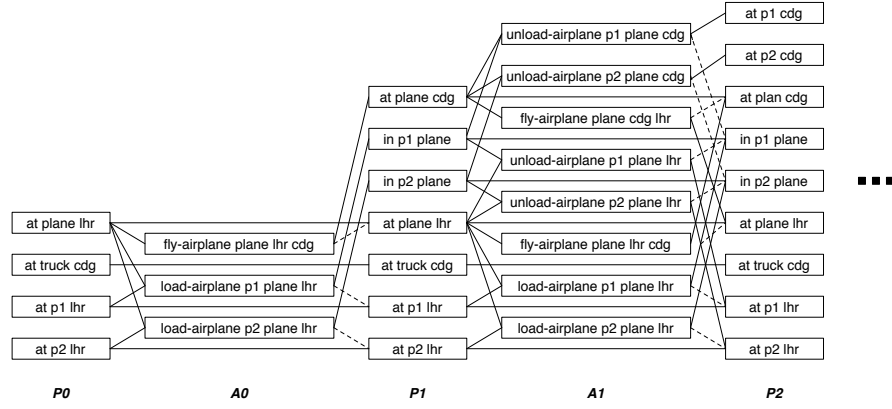 at p1 cdg
unload-airplane p1 plane cdg
at p2 cdg
unload-airplane p2 plane cdg
at plane cdg
at plan cdg
fly-airplane plane cdg lhr
in p1 plane
in p1 plane
unload-airplane p1 plane lhr
in p2 plane
in p2 plane
unload-airplane p2 plane lhr
at plane lhr
at plane lhr
at plane lhr
fly-airplane plane lhr cdg
fly-airplane plane lhr cdg
at truck cdg
at truck cdg
at truck cdg
load-airplane p1 plane lhr
load-airplane p1 plane lhr
at p1 lhr
at p1 lhr
at p1 lhr
load-airplane p2 plane lhr
load-airplane p2 plane lhr
at p2 lhr
at p2 lhr
at p2 lhr
P0 A0 P1 A1 P2